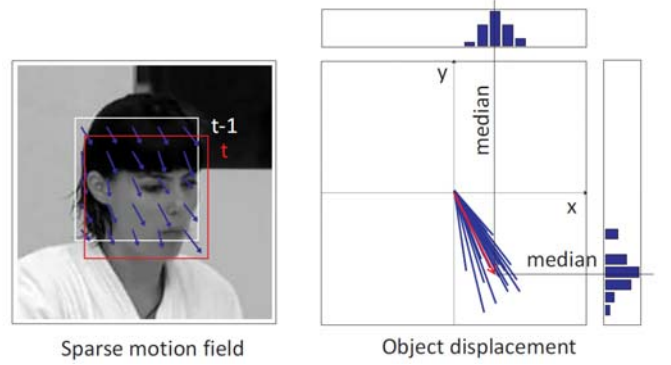 t-1
t
y
median
x
median
Sparse motion field
Object displacement